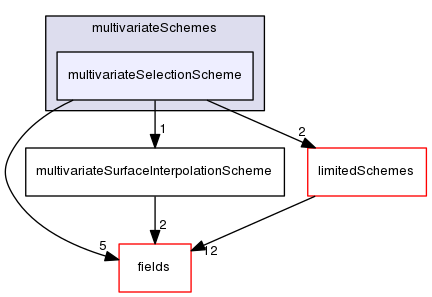 multivariateSchemes
multivariateSelectionScheme
1
2
multivariateSurfaceInterpolationScheme
limitedSchemes
5
2
12
fields